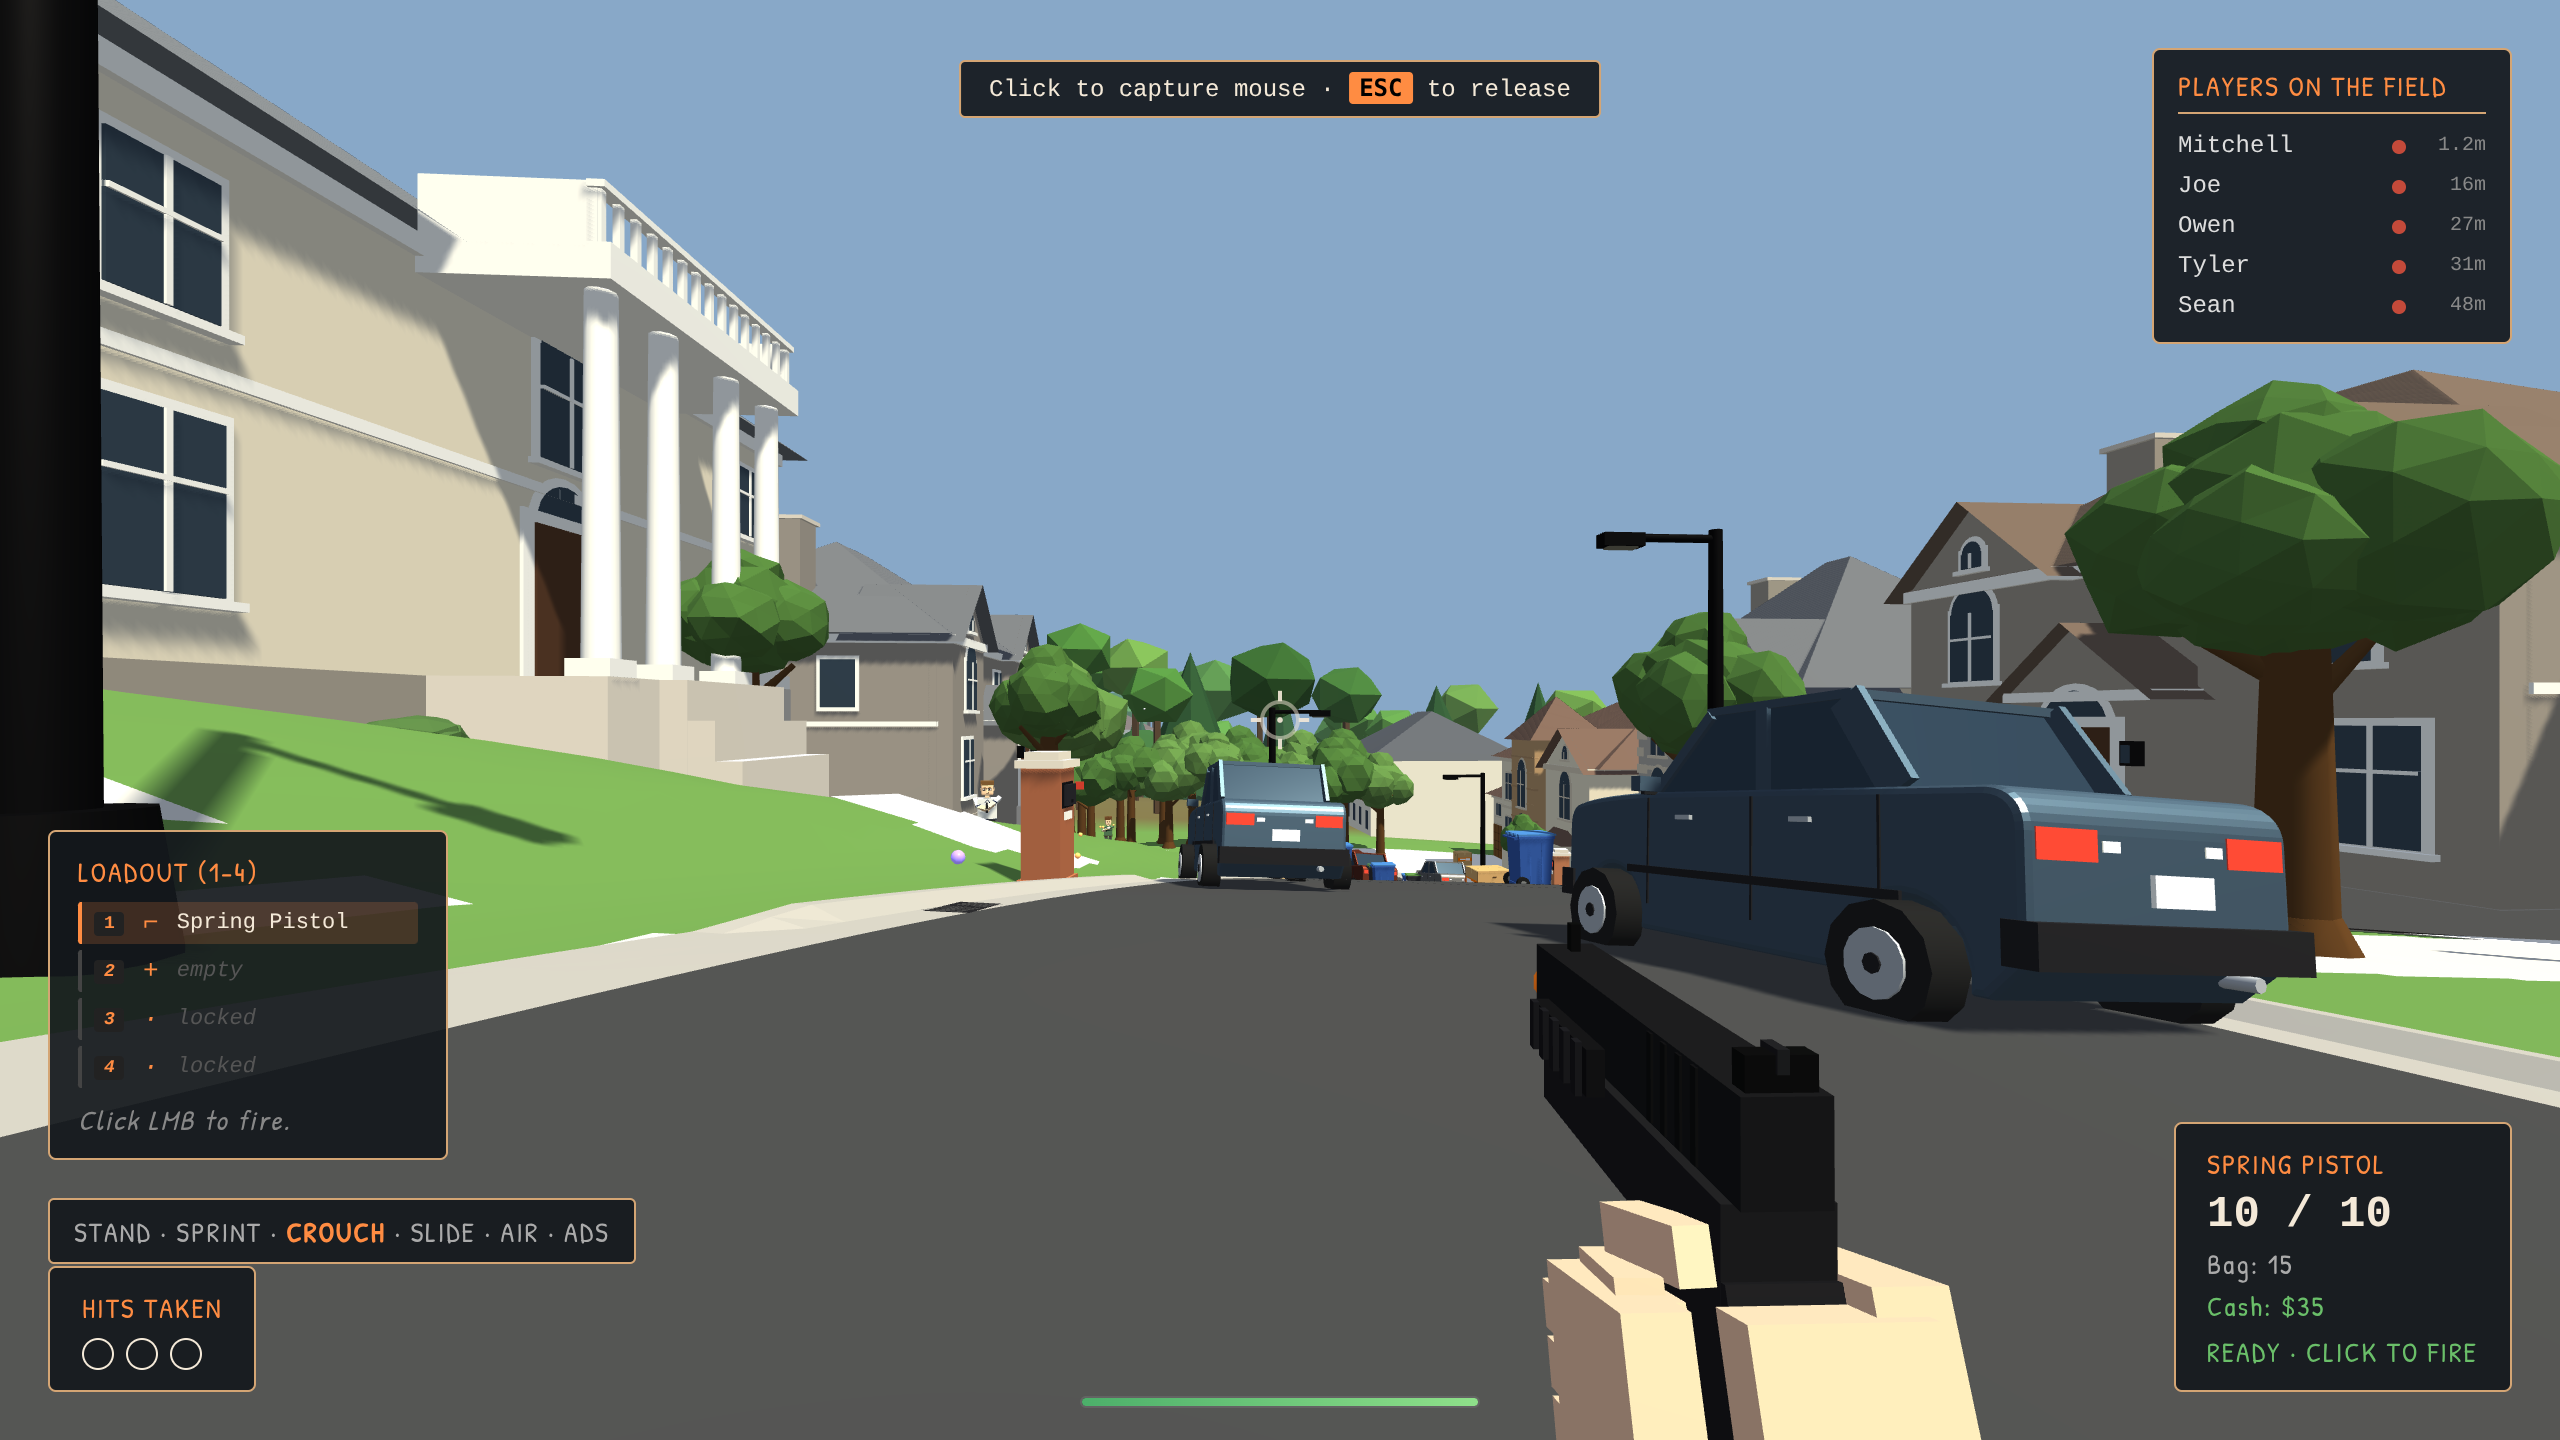 Click to capture mouse · ESC to release
PLAYERS ON THE FIELD
Mitchell 1.2m
Joe 16m
Owen 27m
Tyler 31m
Sean 48m
LOADOUT (1-4)
1 Spring Pistol
2 + empty
3 · locked
4 · locked
Click LMB to fire.
STAND · SPRINT · CROUCH · SLIDE · AIR · ADS
HITS TAKEN
SPRING PISTOL
10 / 10
Bag: 15
Cash: $35
READY · CLICK TO FIRE